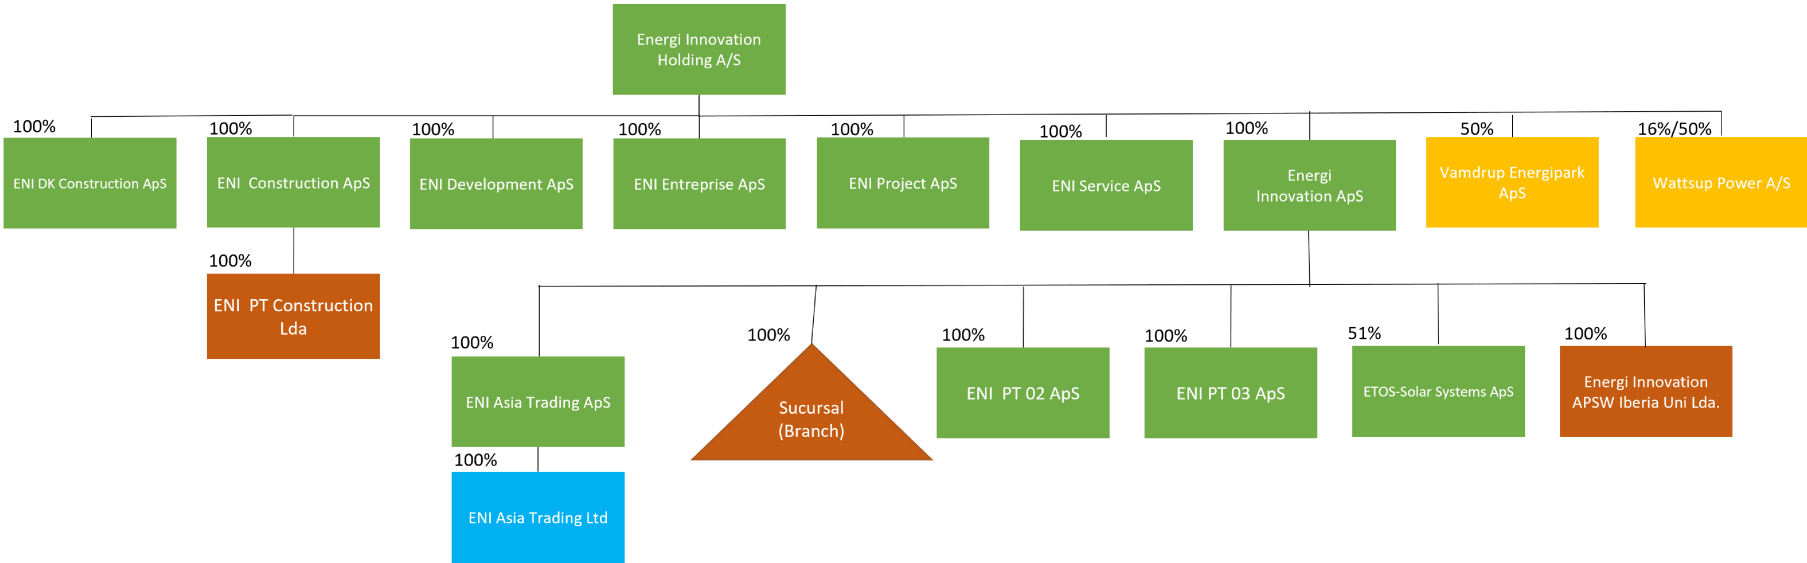 Energi Innovation
Holding A/S
100%
100%
100%
100%
100%
100%
100%
50%
16%/50%
ENI DK Construction ApS
ENI  Construction ApS
ENI Development ApS
ENI Entreprise ApS
ENI Project ApS
ENI Service ApS
Energi
Innovation ApS
Vamdrup Energipark
ApS
Wattsup Power A/S
100%
ENI  PT Construction
Lda
100%
100%
100%
100%
51%
100%
ENI Asia Trading ApS
Sucursal
(Branch)
ENI  PT 02 ApS
ENI PT 03 ApS
ETOS-Solar Systems ApS
Energi Innovation
APSW Iberia Uni Lda.
100%
ENI Asia Trading Ltd